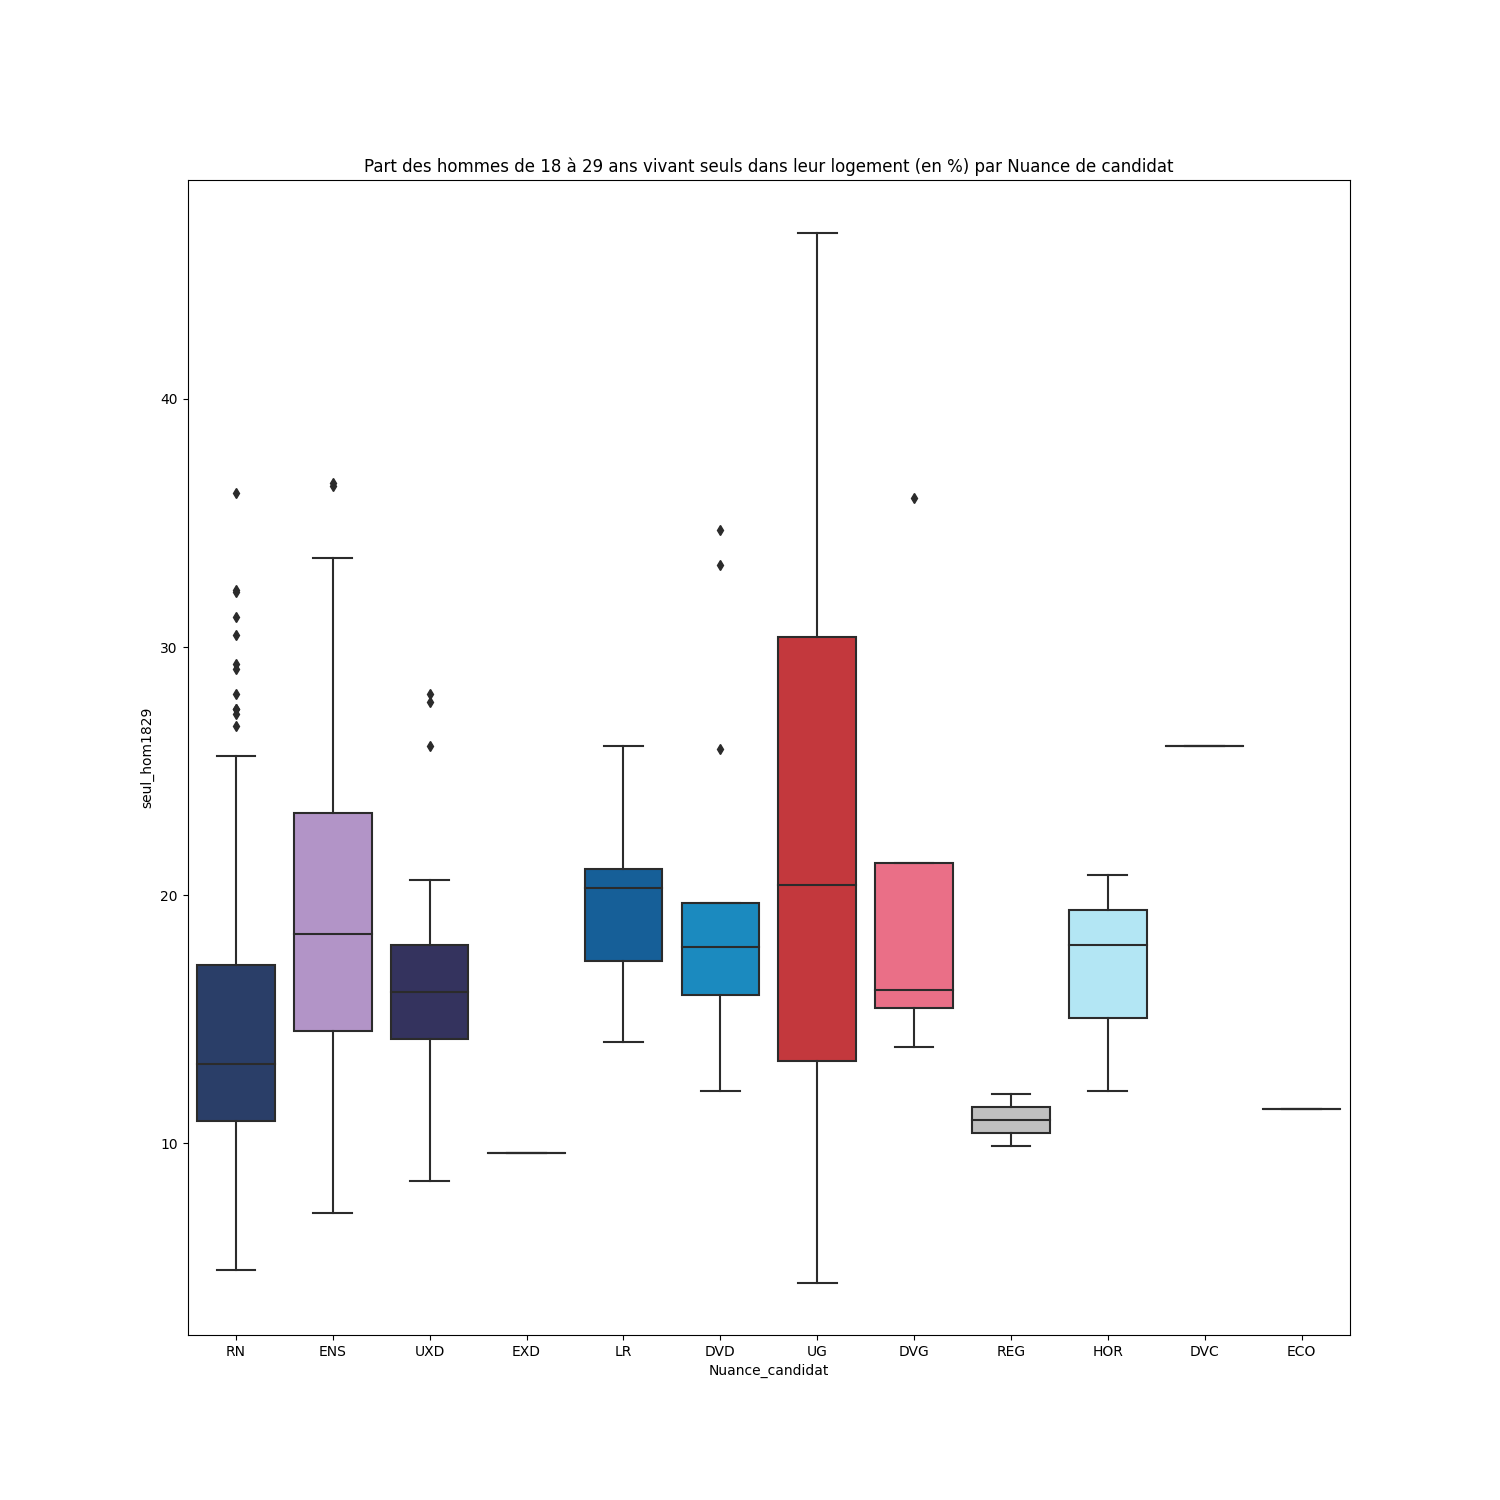 Part des hommes de 18 à 29 ans vivant seuls dans leur logement (en %) par Nuance de candidat
seul_hom1829
40
30
20
10
RN ENS UXD EXD LR DVD UG DVG REG HOR DVC ECO
Nuance_candidat